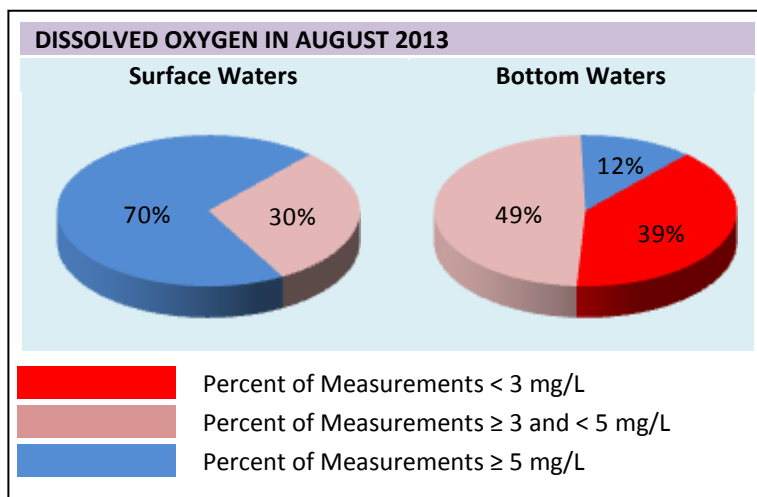 DISSOLVED OXYGEN IN AUGUST 2013
Surface Waters
Bottom Waters
70%
30%
12%
49%
39%
Percent of Measurements < 3 mg/L
Percent of Measurements ≥ 3 and < 5 mg/L
Percent of Measurements ≥ 5 mg/L